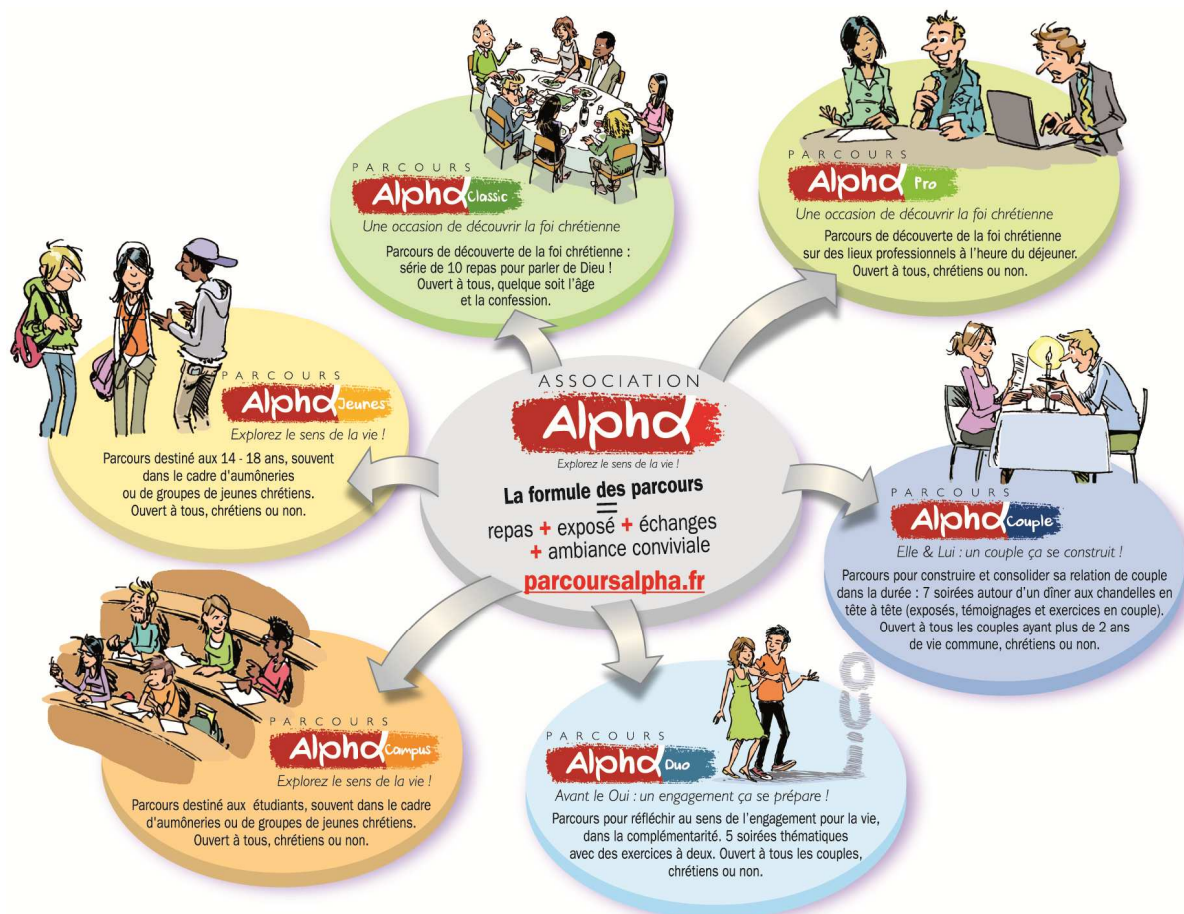 PARCOURS
Alpha Classic
Une occasion de découvrir la foi chrétienne
Parcours de découverte de la foi chrétienne :
série de 10 repas pour parler de Dieu !
Ouvert à tous, quelque soit l'âge
et la confession.
PARCOURS
Alpha Pro
Une occasion de découvrir la foi chrétienne
Parcours de découverte de la foi chrétienne
sur des lieux professionnels à l'heure du déjeuner.
Ouvert à tous, chrétiens ou non.
PARCOURS
Alpha Jeunes
Explorez le sens de la vie !
Parcours destiné aux 14 - 18 ans, souvent
dans le cadre d'aumôneries
ou de groupes de jeunes chrétiens.
Ouvert à tous, chrétiens ou non.
ASSOCIATION
Alpha
Explorez le sens de la vie !
La formule des parcours
=
repas + exposé + échanges
+ ambiance conviviale
parcoursalpha.fr
PARCOURS
Alpha Couple
Elle & Lui : un couple ça se construit !
Parcours pour construire et consolider sa relation de couple
dans la durée : 7 soirées autour d'un dîner aux chandelles en
tête à tête (exposés, témoignages et exercices en couple).
Ouvert à tous les couples ayant plus de 2 ans
de vie commune, chrétiens ou non.
PARCOURS
Alpha Campus
Explorez le sens de la vie !
Parcours destiné aux étudiants, souvent dans le cadre
d'aumôneries ou de groupes de jeunes chrétiens.
Ouvert à tous, chrétiens ou non.
PARCOURS
Alpha Duo
Avant le Oui : un engagement ça se prépare !
Parcours pour réfléchir au sens de l'engagement pour la vie,
dans la complémentarité. 5 soirées thématiques
avec des exercices à deux. Ouvert à tous les couples,
chrétiens ou non.